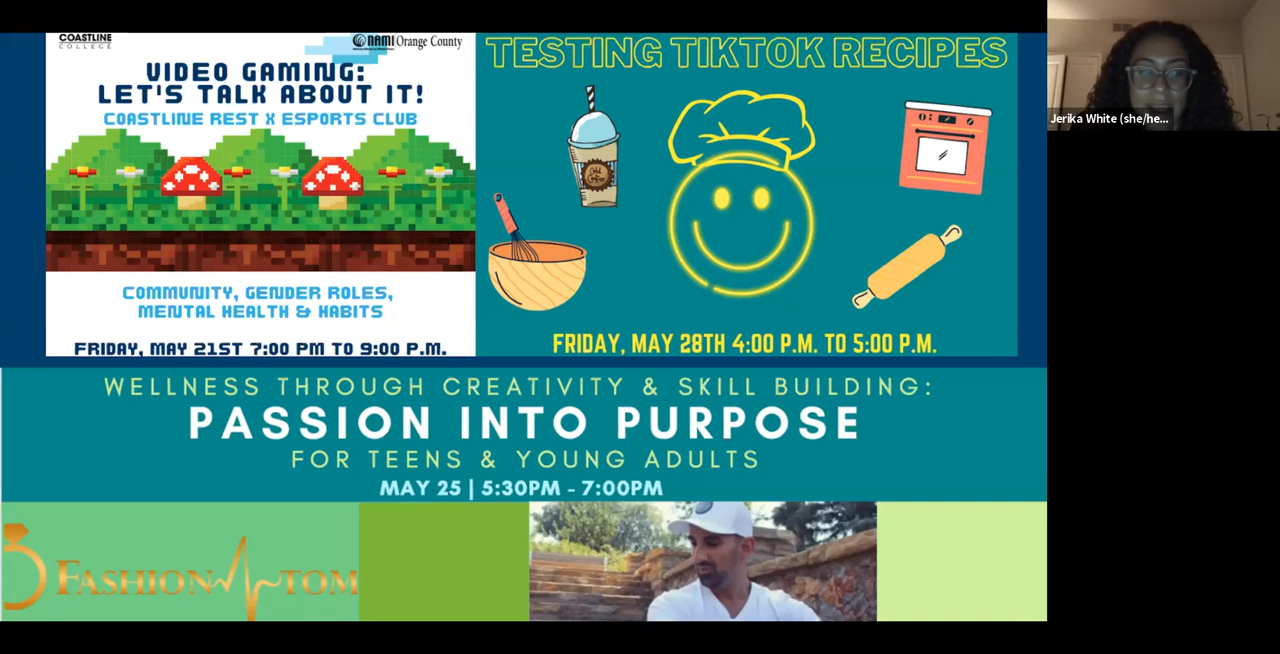 COASTLINE
COLLEGE
NAMI Orange County
VIDEO GAMING:
LET'S TALK ABOUT IT!
COASTLINE REST X ESPORTS CLUB
COMMUNITY, GENDER ROLES,
MENTAL HEALTH & HABITS
FRIDAY, MAY 21ST 7:00 PM TO 9:00 P.M.
TESTING TIKTOK RECIPES
Cold
Coffee
FRIDAY, MAY 28TH 4:00 P.M. TO 5:00 P.M.
WELLNESS THROUGH CREATIVITY & SKILL BUILDING:
PASSION INTO PURPOSE
FOR TEENS & YOUNG ADULTS
MAY 25 | 5:30PM - 7:00PM
FASHION TOM
Jerika White (she/he...